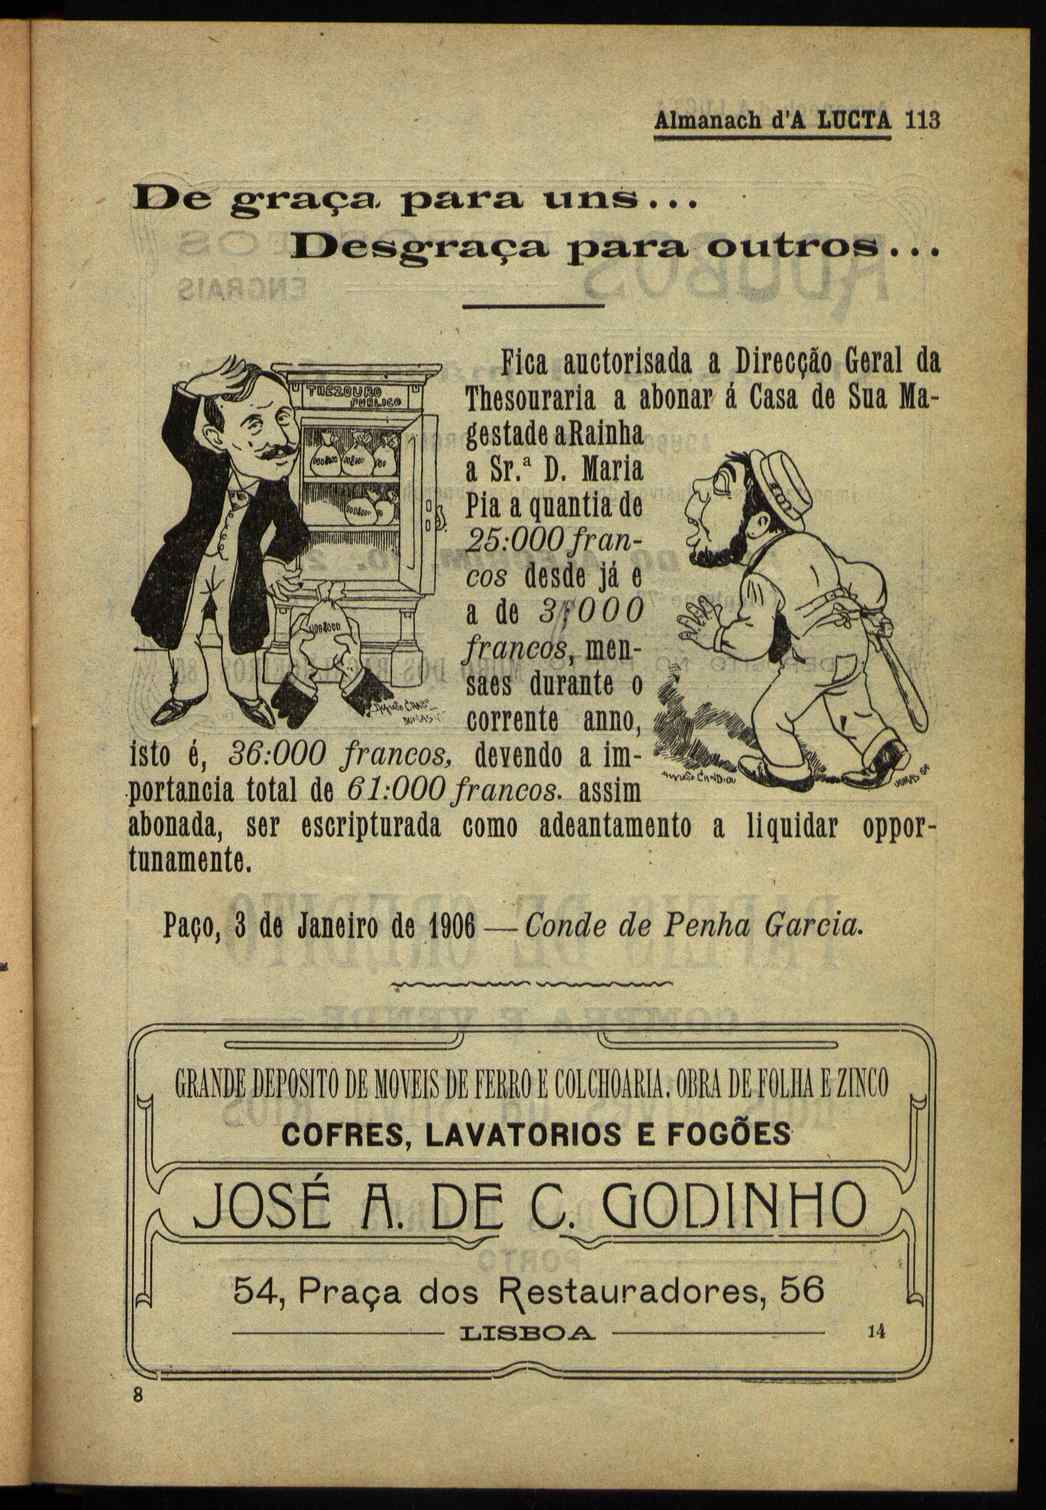 Almanach d'A LUCTA 113
De graça para uns...
Desgraça para outros...
THEZOURO
PUBLICO
Fica auctorisada a Direcção Geral da
Thesouraria a abonar á Casa de Sua Ma-
gestade aRainha
a Sr.ª D. Maria
Pia a quantia de
25:000 fran-
cos desde já e
a de 3:000
francos, men-
saes durante o
corrente anno,
isto é, 36:000 francos, devendo a im-
portancia total de 61:000 francos. assim
abonada, ser escripturada como adeantamento a liquidar oppor-
tunamente.
Paço, 3 de Janeiro de 1906 — Conde de Penha Garcia.
GRANDE DEPOSITO DE MOVEIS DE FERRO E COLCHOARIA. OBRA DE FOLHA E ZINCO
COFRES, LAVATORIOS E FOGÕES
JOSÉ A. DE C. GODINHO
54, Praça dos Restauradores, 56
LISBOA 14
8